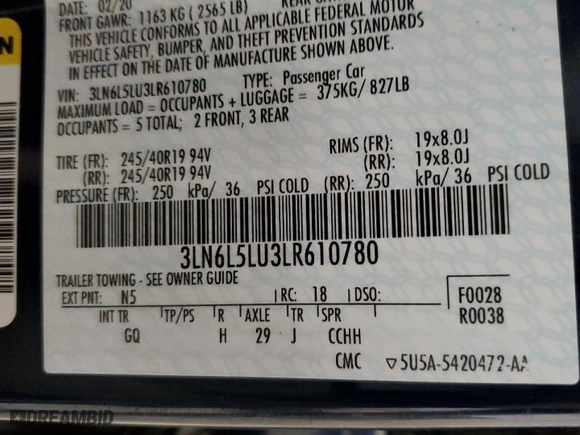 DATE: 02/20
FRONT GAWR: 1163 KG ( 2565 LB)
THIS VEHICLE CONFORMS TO ALL APPLICABLE FEDERAL MOTOR
VEHICLE SAFETY, BUMPER, AND THEFT PREVENTION STANDARDS
IN EFFECT ON THE DATE OF MANUFACTURE SHOWN ABOVE.
VIN: 3LN6L5LU3LR610780 TYPE: Passenger Car
MAXIMUM LOAD = OCCUPANTS + LUGGAGE = 375KG/ 827LB
OCCUPANTS = 5 TOTAL; 2 FRONT, 3 REAR
TIRE (FR): 245/40R19 94V RIMS (FR): 19x8.0J
(RR): 245/40R19 94V (RR): 19x8.0J
PRESSURE (FR): 250 kPa/ 36 PSI COLD (RR): 250 kPa/ 36 PSI COLD
3LN6L5LU3LR610780
TRAILER TOWING - SEE OWNER GUIDE
EXT PNT: N5 RC: 18 DSO: F0028
INT TR TP/PS R AXLE TR SPR R0038
GQ H 29 J CCHH
CMC ▽5U5A-5420472-AA
DREAMBID